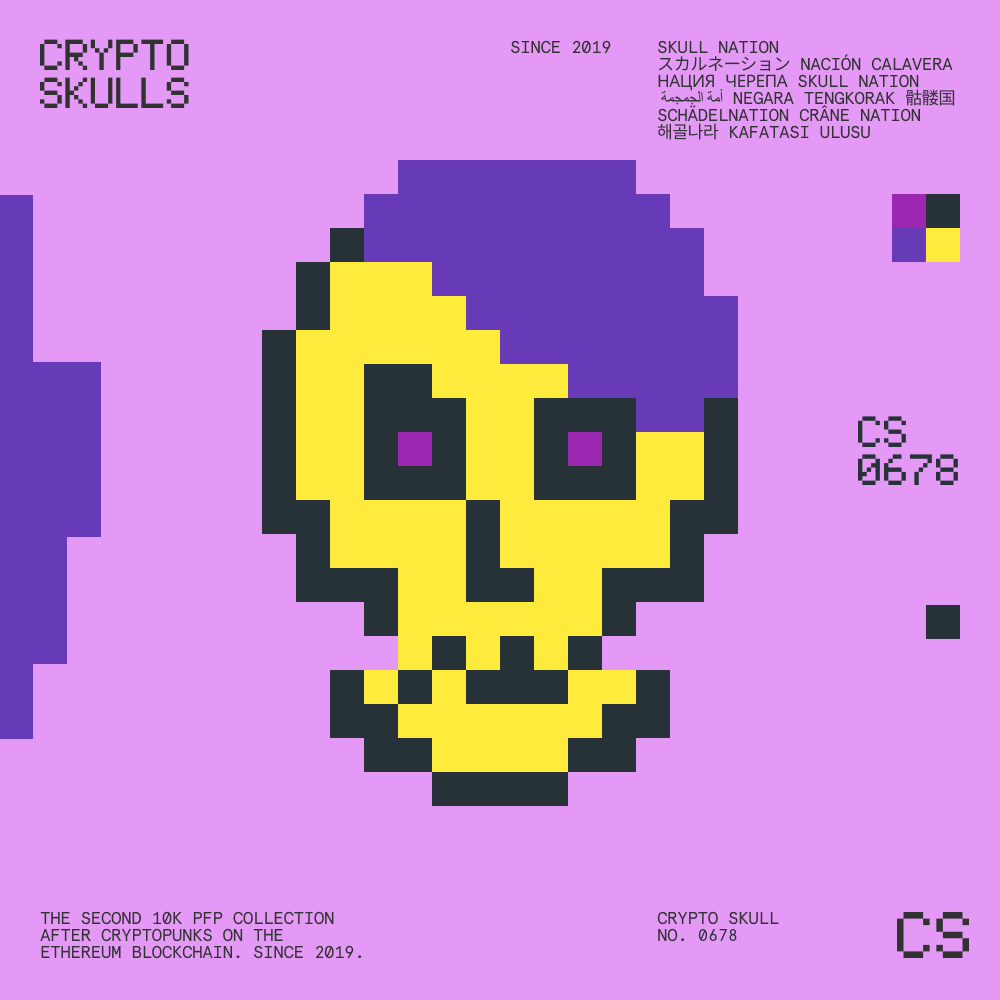 CRYPTO
SKULLS
SINCE 2019
SKULL NATION
スカルネーション NACIÓN CALAVERA
НАЦИЯ ЧЕРЕПА SKULL NATION
أمة الجمجمة NEGARA TENGKORAK 骷髅国
SCHÄDELNATION CRÂNE NATION
해골나라 KAFATASI ULUSU
CS
0678
THE SECOND 10K PFP COLLECTION
AFTER CRYPTOPUNKS ON THE
ETHEREUM BLOCKCHAIN. SINCE 2019.
CRYPTO SKULL
NO. 0678
CS